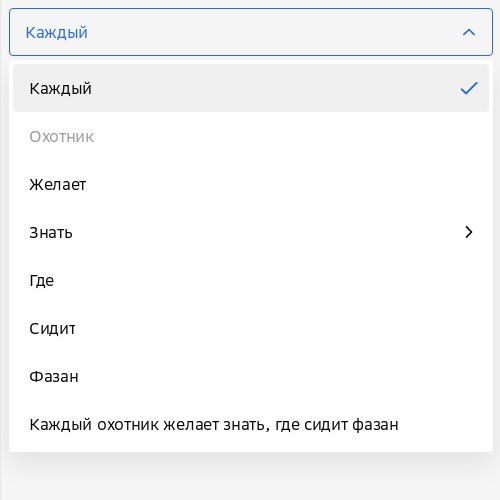 Каждый
Каждый
Охотник
Желает
Знать
Где
Сидит
Фазан
Каждый охотник желает знать, где сидит фазан